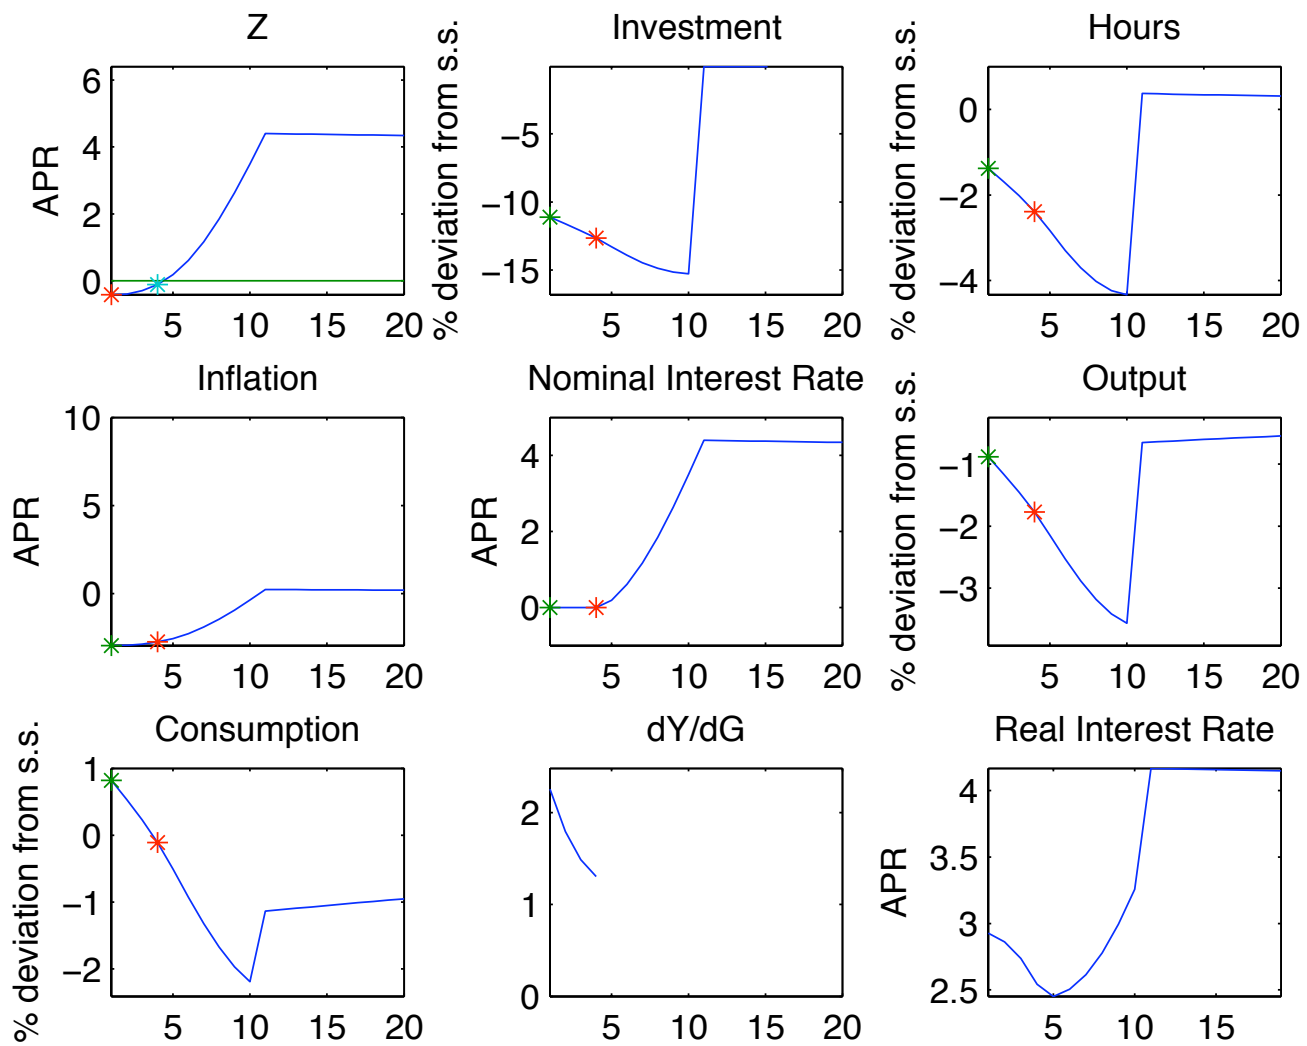 Z
APR
6
4
2
0
5 10 15 20
Investment
% deviation from s.s.
−5
−10
−15
5 10 15 20
Hours
% deviation from s.s.
0
−2
−4
5 10 15 20
Inflation
APR
10
5
0
5 10 15 20
Nominal Interest Rate
APR
4
2
0
5 10 15 20
Output
% deviation from s.s.
−1
−2
−3
5 10 15 20
Consumption
% deviation from s.s.
1
0
−1
−2
5 10 15 20
dY/dG
2
1
0
5 10 15 20
Real Interest Rate
APR
4
3.5
3
2.5
5 10 15